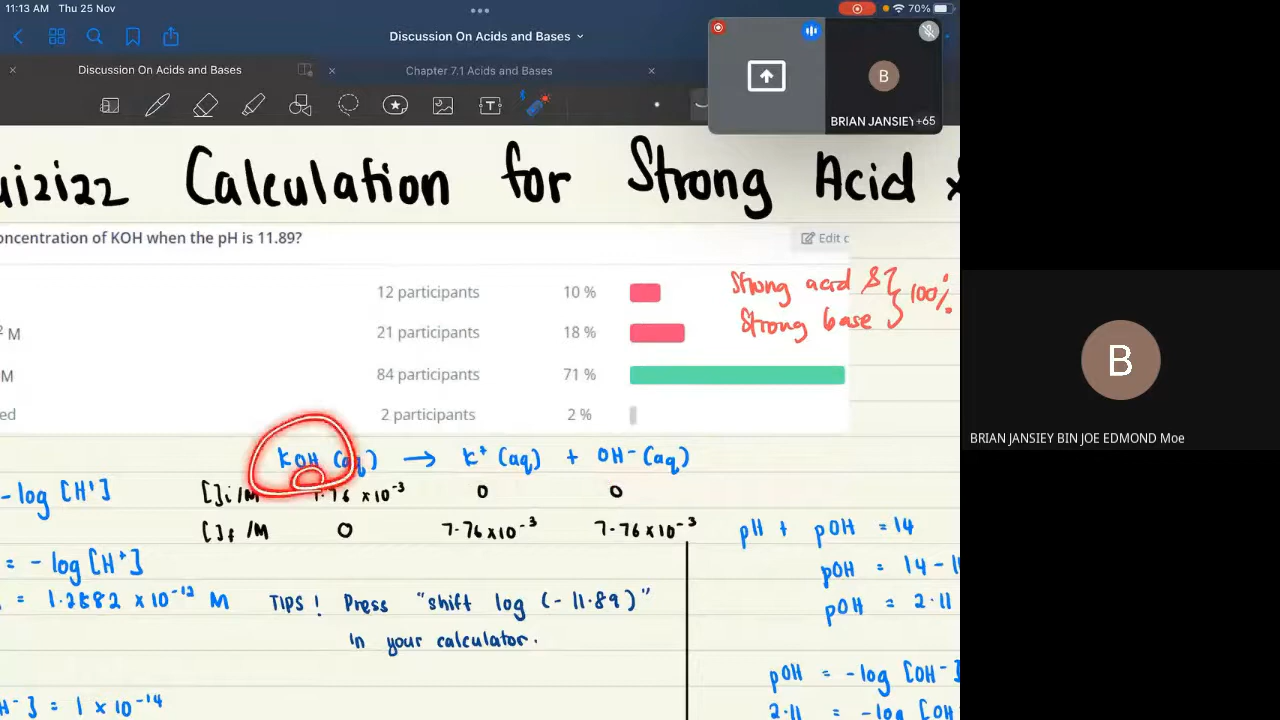 11:13 AM Thu 25 Nov
70%
Discussion On Acids and Bases
Discussion On Acids and Bases
Chapter 7.1 Acids and Bases
T
B
BRIAN JANSIEY +65
uizizz Calculation for Strong Acid &
oncentration of KOH when the pH is 11.89?
Edit c
12 participants 10 %
² M 21 participants 18 %
M 84 participants 71 %
ed 2 participants 2 %
Strong acid & } 100%
Strong base
KOH (aq) → K⁺ (aq) + OH⁻ (aq)
- log [H⁺]
[ ]i /M 7.76 × 10⁻³ 0 0
[ ]f /M 0 7.76 × 10⁻³ 7.76 × 10⁻³
= - log [H⁺]
= 1.2882 × 10⁻¹² M
TIPS! Press "shift log (- 11.89)"
in your calculator.
H⁻] = 1 × 10⁻¹⁴
pH + pOH = 14
pOH = 14 - 1
pOH = 2.11
pOH = - log [OH⁻]
2.11 = - log [OH
B
BRIAN JANSIEY BIN JOE EDMOND Moe